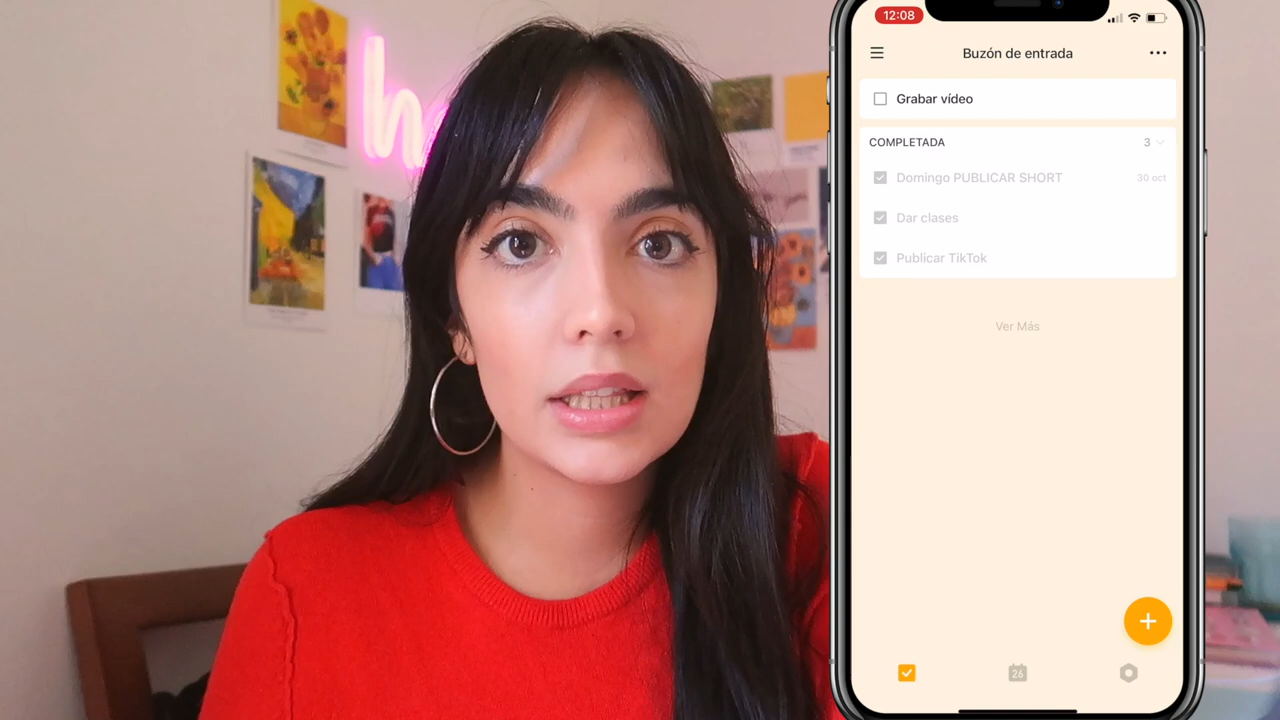 ho
12:08
Buzón de entrada
Grabar vídeo
COMPLETADA 3
Domingo PUBLICAR SHORT 30 oct
Dar clases
Publicar TikTok
Ver Más
26